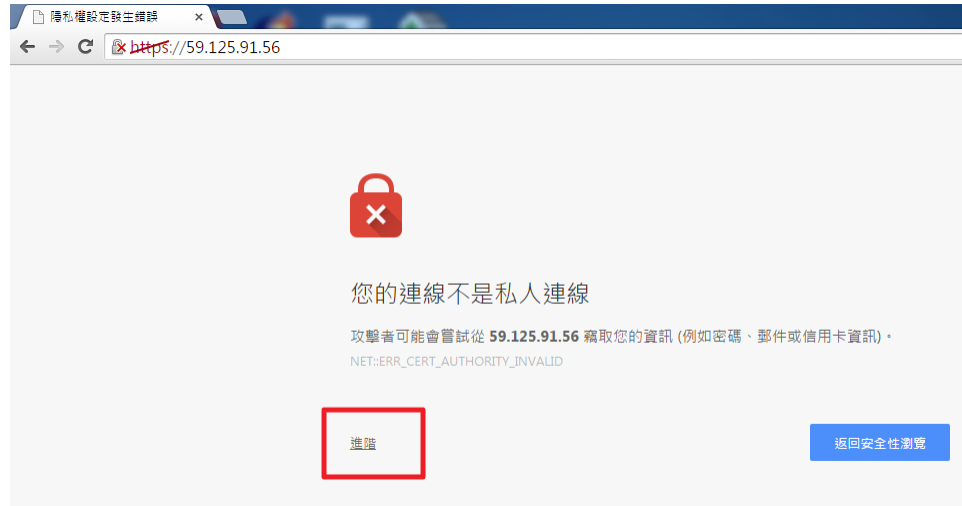 隱私權設定發生錯誤
https://59.125.91.56
您的連線不是私人連線
攻擊者可能會嘗試從 59.125.91.56 竊取您的資訊 (例如密碼、郵件或信用卡資訊)。
NET::ERR_CERT_AUTHORITY_INVALID
進階
返回安全性瀏覽